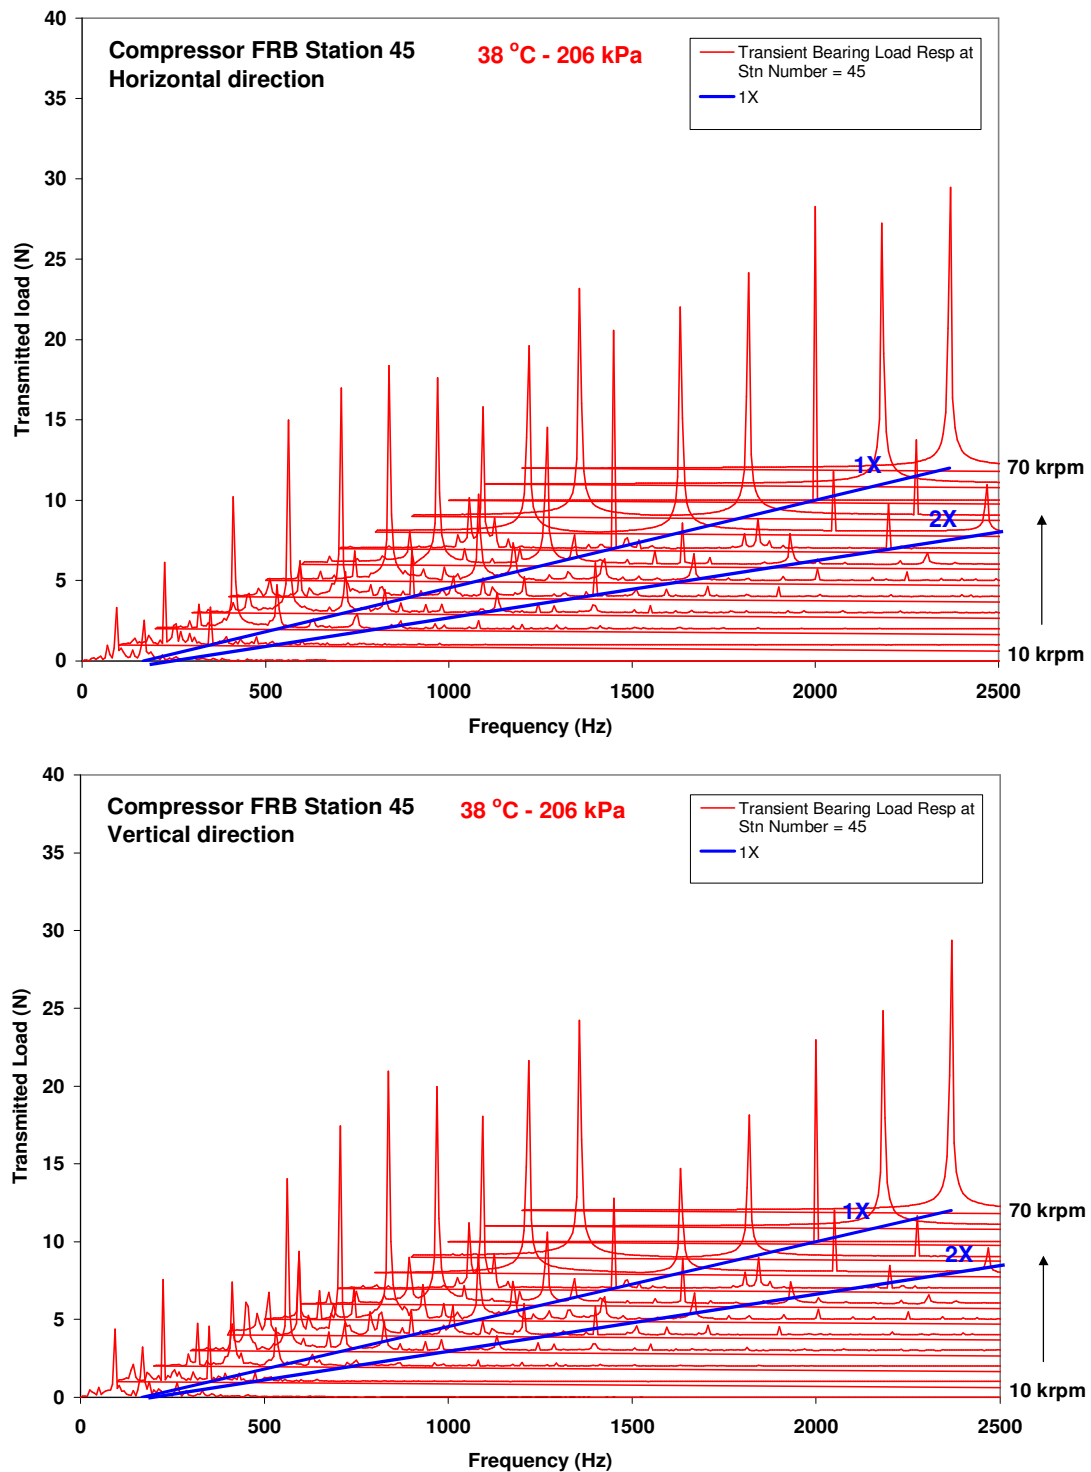 40
Compressor FRB Station 45
Horizontal direction
38 °C - 206 kPa
Transient Bearing Load Resp at
Stn Number = 45
1X
35
30
25
20
15
10
5
0
Transmitted load (N)
1X
2X
70 krpm
10 krpm
0 500 1000 1500 2000 2500
Frequency (Hz)
40
Compressor FRB Station 45
Vertical direction
38 °C - 206 kPa
Transient Bearing Load Resp at
Stn Number = 45
1X
35
30
25
20
15
10
5
0
Transmitted Load (N)
1X
2X
70 krpm
10 krpm
0 500 1000 1500 2000 2500
Frequency (Hz)